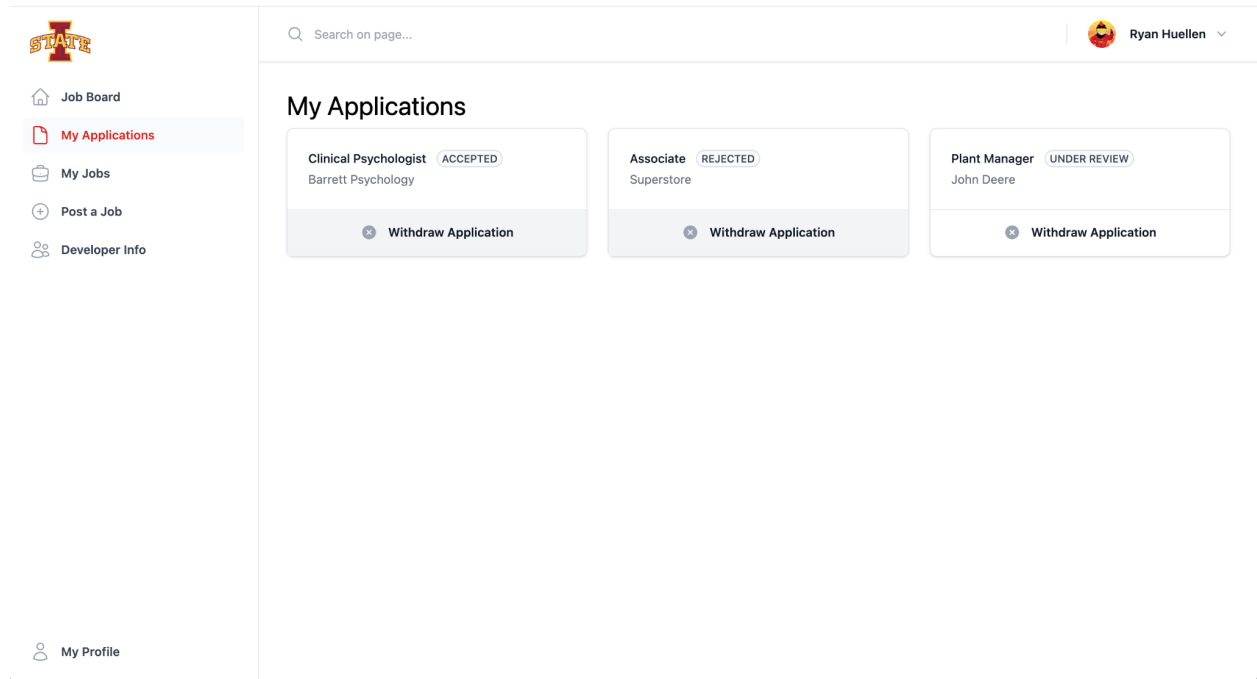 STATE
Search on page...
Ryan Huellen
Job Board
My Applications
My Jobs
Post a Job
Developer Info
My Profile
My Applications
Clinical Psychologist ACCEPTED
Barrett Psychology
Withdraw Application
Associate REJECTED
Superstore
Withdraw Application
Plant Manager UNDER REVIEW
John Deere
Withdraw Application